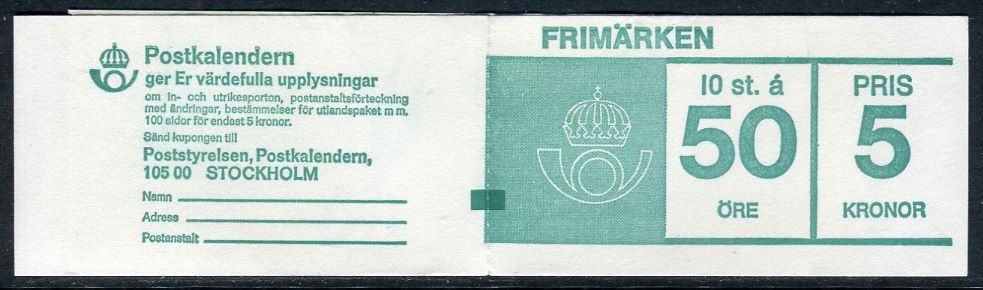 Postkalendern
ger Er värdefulla upplysningar
om in- och utrikesporton, postanstaltsförteckning
med ändringar, bestämmelser för utlandspaket m m.
100 sidor för endast 5 kronor.
Sänd kupongen till
Poststyrelsen, Postkalendern,
105 00 STOCKHOLM
Namn
Adress
Postanstalt
FRIMÄRKEN
10 st. á
50
ÖRE
PRIS
5
KRONOR